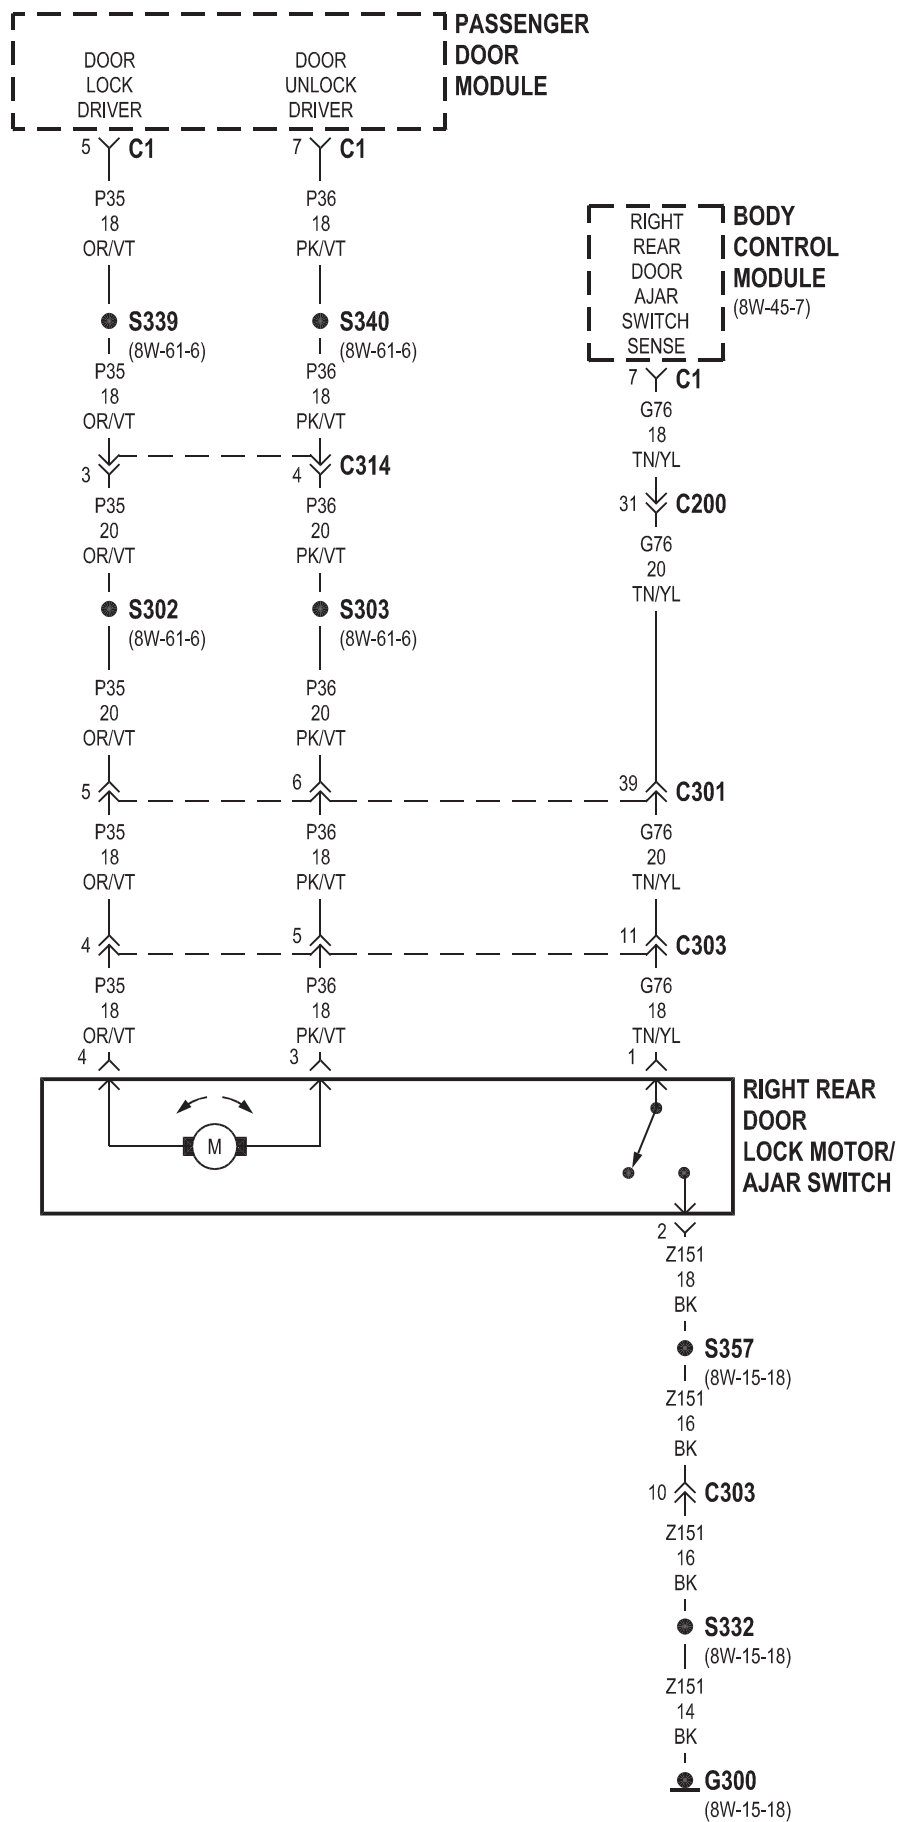 PASSENGER
DOOR
MODULE
DOOR
LOCK
DRIVER
DOOR
UNLOCK
DRIVER
5 C1
7 C1
P35
18
OR/VT
P36
18
PK/VT
BODY
CONTROL
MODULE
(8W-45-7)
RIGHT
REAR
DOOR
AJAR
SWITCH
SENSE
S339
(8W-61-6)
S340
(8W-61-6)
P35
18
OR/VT
P36
18
PK/VT
7 C1
G76
18
TN/YL
3
4 C314
31 C200
P35
20
OR/VT
P36
20
PK/VT
G76
20
TN/YL
S302
(8W-61-6)
S303
(8W-61-6)
P35
20
OR/VT
P36
20
PK/VT
5
6
39 C301
P35
18
OR/VT
P36
18
PK/VT
G76
20
TN/YL
4
5
11 C303
P35
18
OR/VT
P36
18
PK/VT
G76
18
TN/YL
4
3
1
RIGHT REAR
DOOR
LOCK MOTOR/
AJAR SWITCH
M
2
Z151
18
BK
S357
(8W-15-18)
Z151
16
BK
10 C303
Z151
16
BK
S332
(8W-15-18)
Z151
14
BK
G300
(8W-15-18)